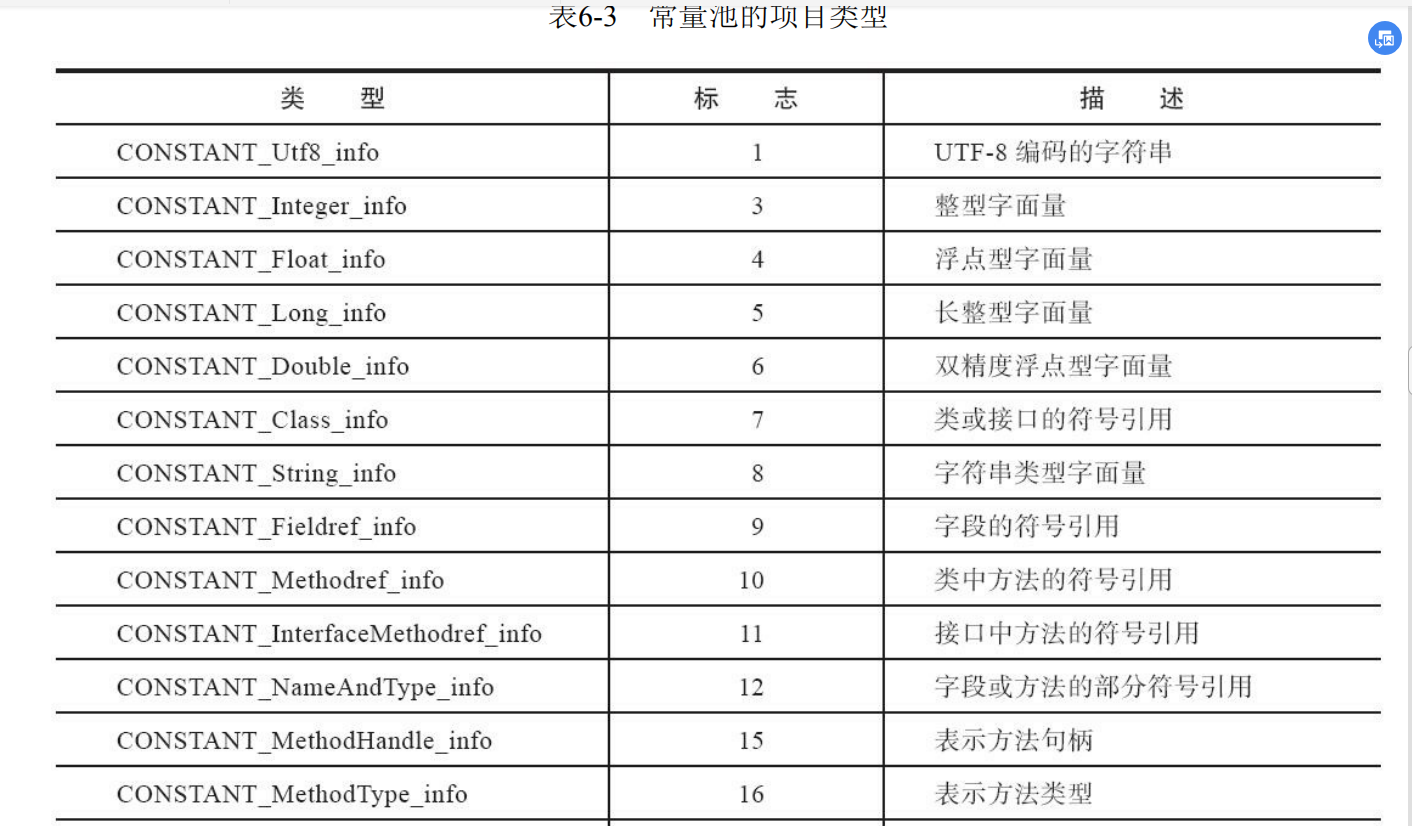 表6-3 常量池的项目类型
类 型 标 志 描 述
CONSTANT_Utf8_info 1 UTF-8 编码的字符串
CONSTANT_Integer_info 3 整型字面量
CONSTANT_Float_info 4 浮点型字面量
CONSTANT_Long_info 5 长整型字面量
CONSTANT_Double_info 6 双精度浮点型字面量
CONSTANT_Class_info 7 类或接口的符号引用
CONSTANT_String_info 8 字符串类型字面量
CONSTANT_Fieldref_info 9 字段的符号引用
CONSTANT_Methodref_info 10 类中方法的符号引用
CONSTANT_InterfaceMethodref_info 11 接口中方法的符号引用
CONSTANT_NameAndType_info 12 字段或方法的部分符号引用
CONSTANT_MethodHandle_info 15 表示方法句柄
CONSTANT_MethodType_info 16 表示方法类型